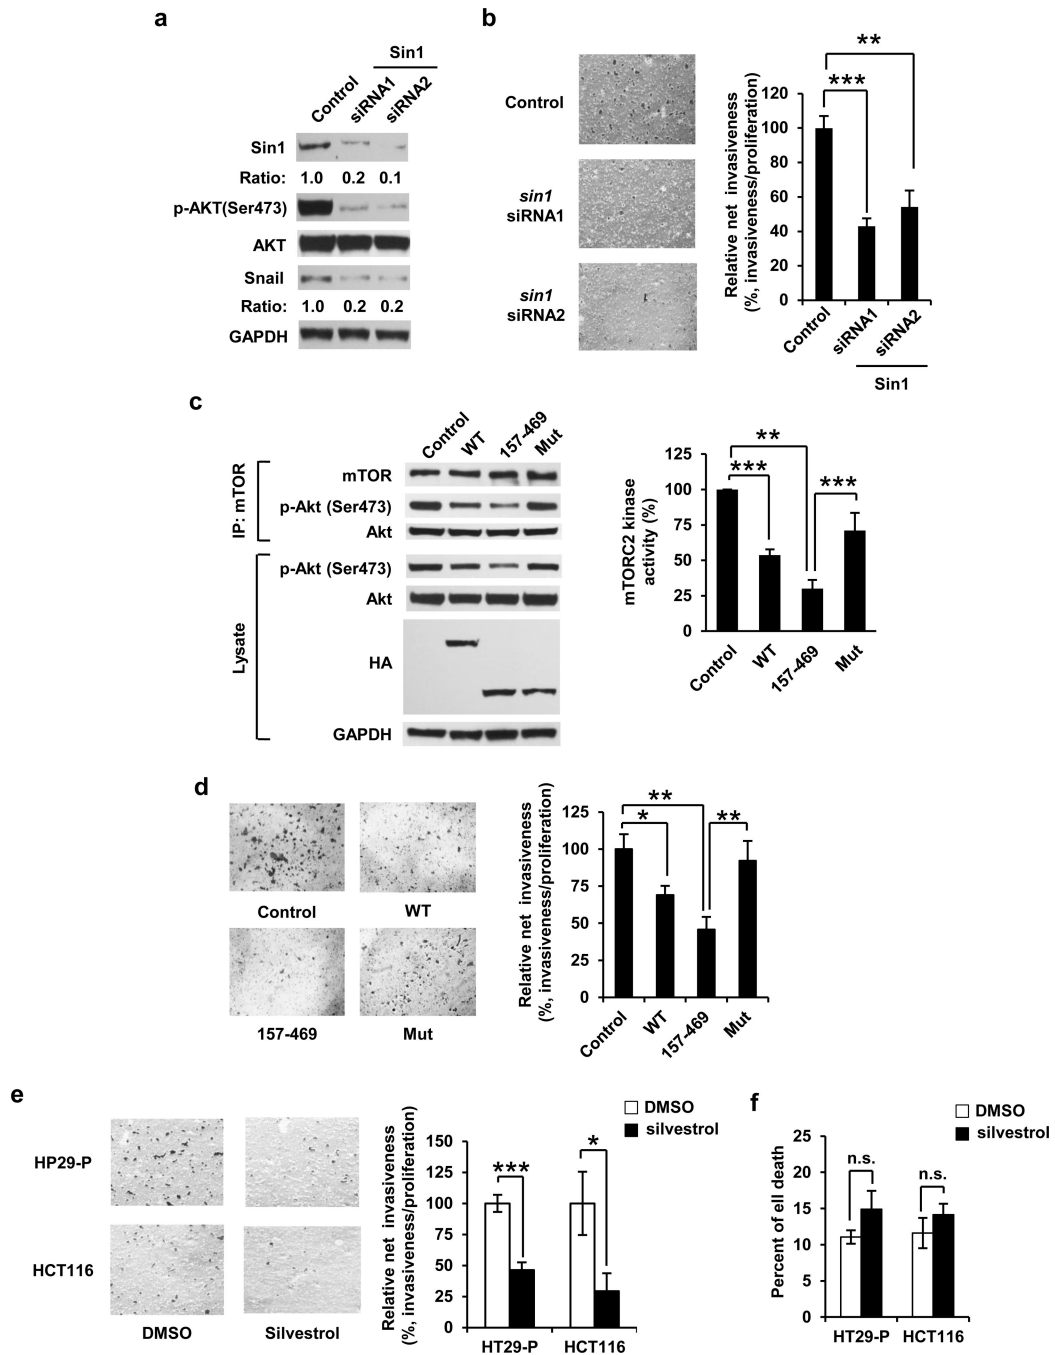 a
Sin1
Control
siRNA1
siRNA2
Sin1
Ratio: 1.0 0.2 0.1
p-AKT(Ser473)
AKT
Snail
Ratio: 1.0 0.2 0.2
GAPDH
b
Control
sin1
siRNA1
sin1
siRNA2
Relative net invasiveness
(%, invasiveness/proliferation)
120
100
80
60
40
20
0
***
**
Control
siRNA1
siRNA2
Sin1
c
Control
WT
157-469
Mut
IP: mTOR
mTOR
p-Akt (Ser473)
Akt
Lysate
p-Akt (Ser473)
Akt
HA
GAPDH
mTORC2 kinase
activity (%)
125
100
75
50
25
0
**
***
***
Control
WT
157-469
Mut
d
Control
WT
157-469
Mut
Relative net invasiveness
(%, invasiveness/proliferation)
125
100
75
50
25
0
**
*
**
Control
WT
157-469
Mut
e
HP29-P
HCT116
DMSO
Silvestrol
DMSO
silvestrol
Relative net invasiveness
(%, invasiveness/proliferation)
150
125
100
75
50
25
0
***
*
HT29-P
HCT116
f
DMSO
silvestrol
Percent of ell death
25
20
15
10
5
0
n.s.
n.s.
HT29-P
HCT116